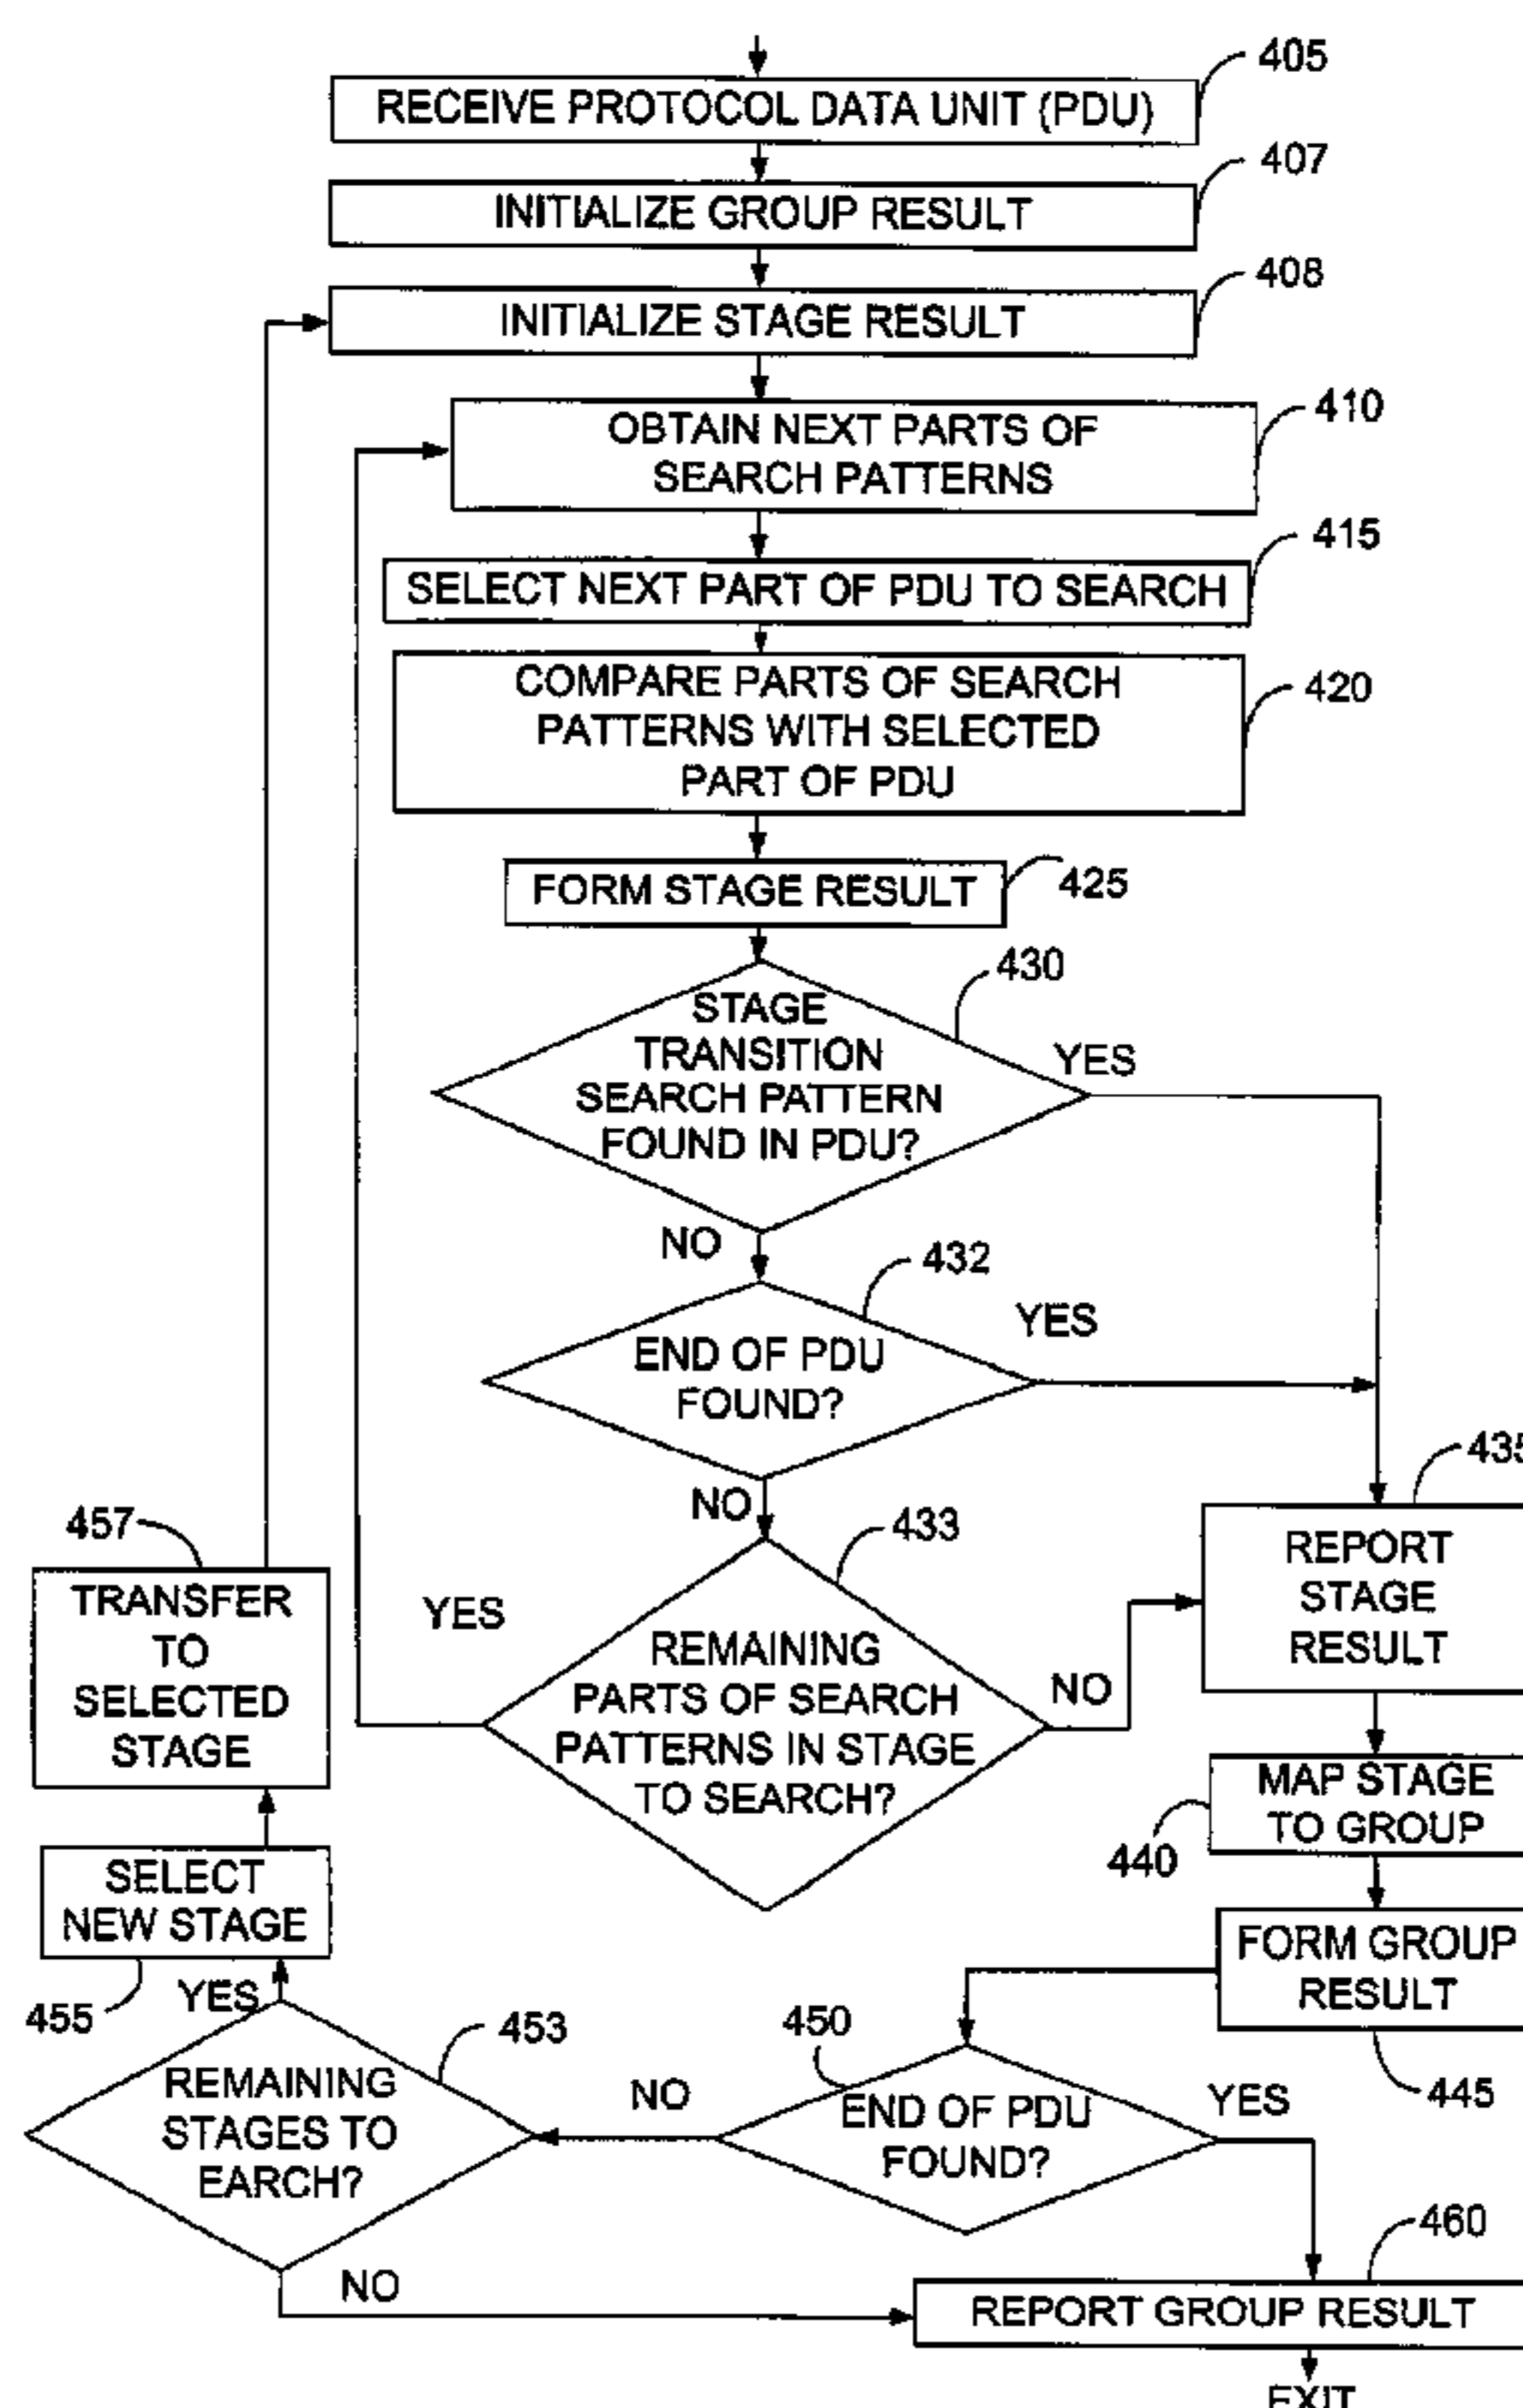 405
RECEIVE PROTOCOL DATA UNIT (PDU)
407
INITIALIZE GROUP RESULT
408
INITIALIZE STAGE RESULT
410
OBTAIN NEXT PARTS OF
SEARCH PATTERNS
415
SELECT NEXT PART OF PDU TO SEARCH
COMPARE PARTS OF SEARCH
PATTERNS WITH SELECTED
PART OF PDU
420
FORM STAGE RESULT
425
430
STAGE
TRANSITION
SEARCH PATTERN
FOUND IN PDU?
YES
NO
432
YES
END OF PDU
FOUND?
NO
433
435
REPORT
STAGE
RESULT
457
TRANSFER
TO
SELECTED
STAGE
YES
REMAINING
PARTS OF SEARCH
PATTERNS IN STAGE
TO SEARCH?
NO
MAP STAGE
TO GROUP
440
SELECT
NEW STAGE
455
YES
FORM GROUP
RESULT
445
453
REMAINING
STAGES TO
EARCH?
NO
450
END OF PDU
FOUND?
NO
YES
460
REPORT GROUP RESULT
EXIT